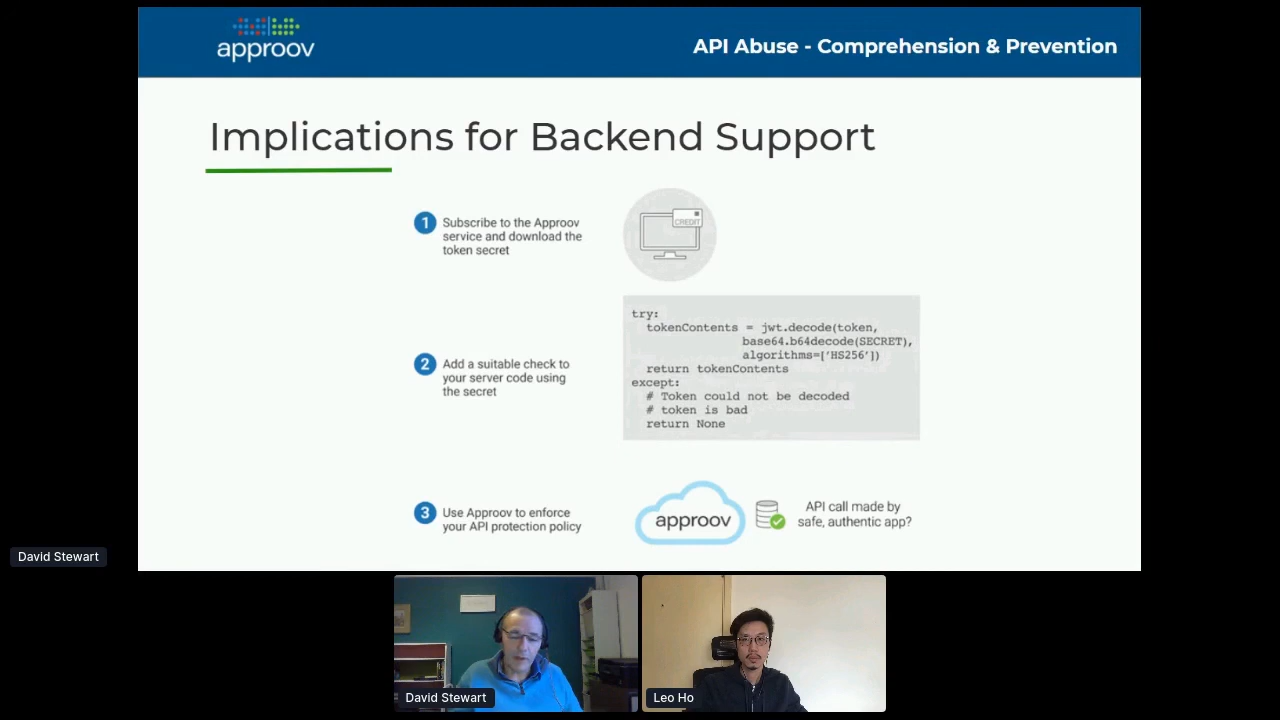 approov
API Abuse - Comprehension & Prevention
Implications for Backend Support
1
Subscribe to the Approov
service and download the
token secret
CREDIT
2
Add a suitable check to
your server code using
the secret
try:
tokenContents = jwt.decode(token,
base64.b64decode(SECRET),
algorithms=['HS256'])
return tokenContents
except:
# Token could not be decoded
# token is bad
return None
3
Use Approov to enforce
your API protection policy
approov
API call made by
safe, authentic app?
David Stewart
David Stewart
Leo Ho